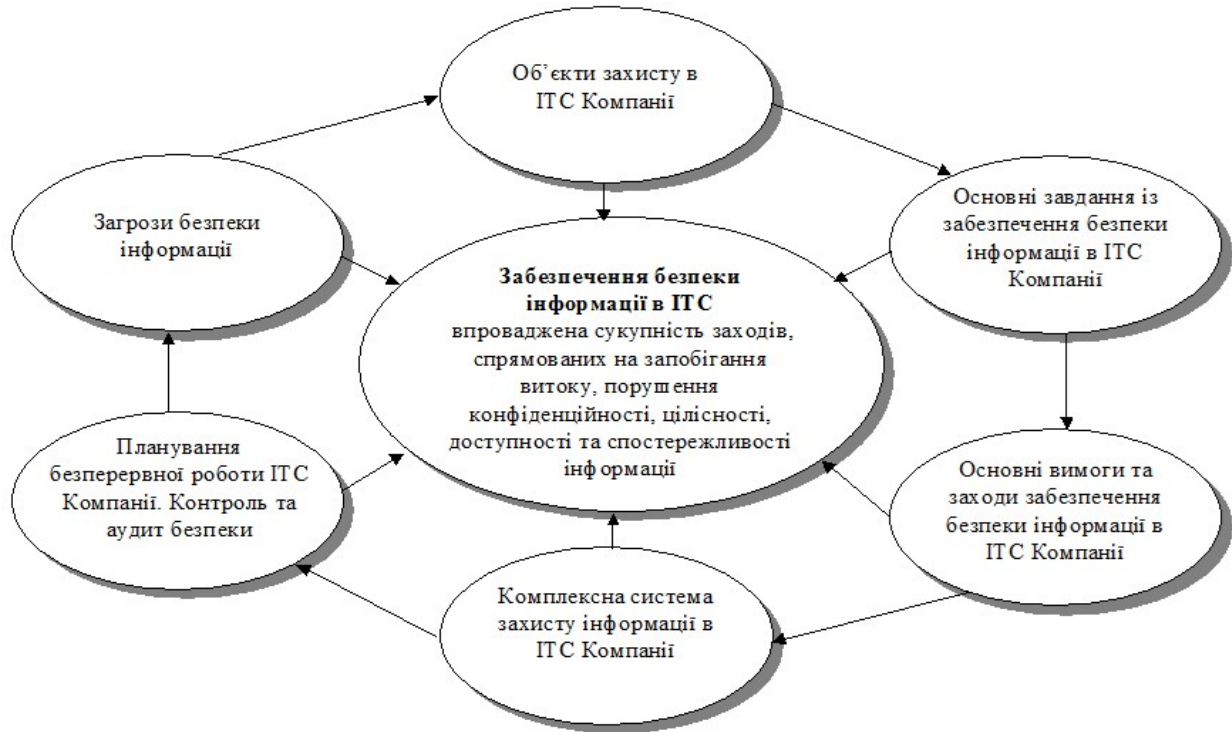 Об’єкти захисту в
ІТС Компанії
Загрози безпеки
інформації
Основні завдання із
забезпечення безпеки
інформації в ІТС
Компанії
Забезпечення безпеки
інформації в ІТС
впроваджена сукупність заходів,
спрямованих на запобігання
витоку, порушення
конфіденційності, цілісності,
доступності та спостережливості
інформації
Планування
безперервної роботи ІТС
Компанії. Контроль та
аудит безпеки
Основні вимоги та
заходи забезпечення
безпеки інформації в
ІТС Компанії
Комплексна система
захисту інформації в
ІТС Компанії